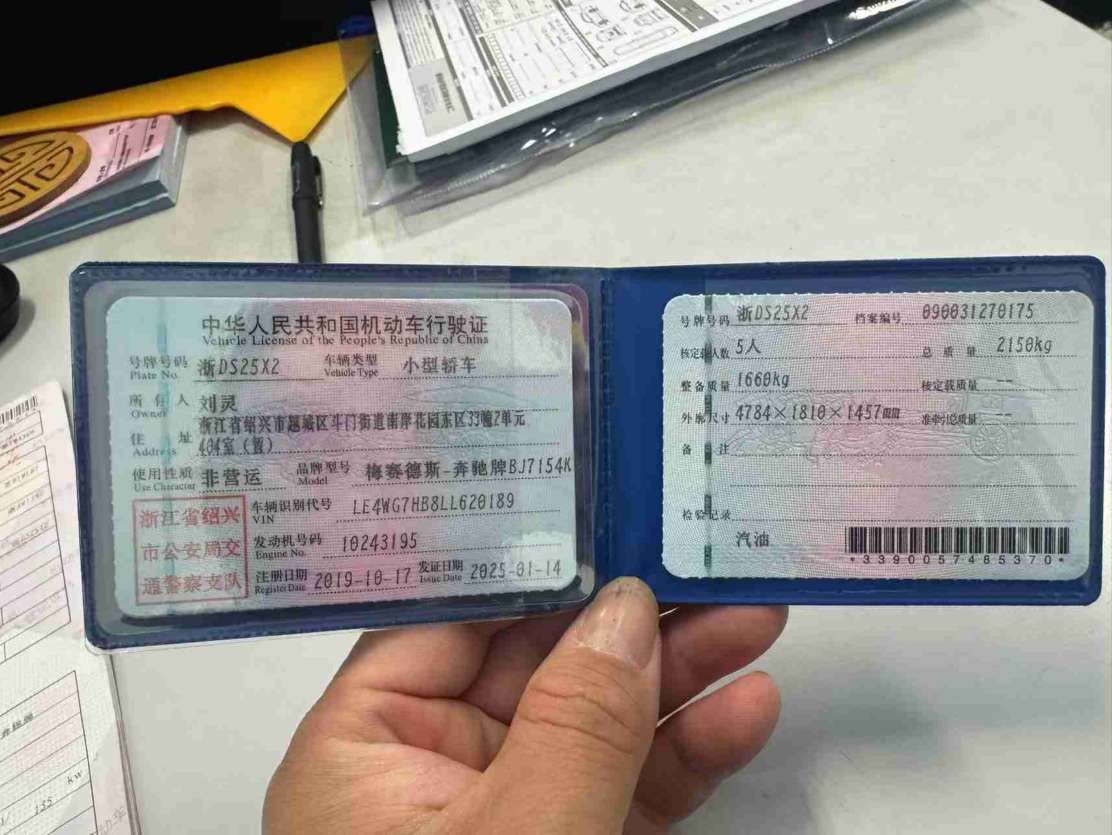 中华人民共和国机动车行驶证
Vehicle License of the People's Republic of China
号牌号码 浙DS25X2 车辆类型 小型轿车
Plate No. Vehicle Type
所有人 刘灵
Owner
住址 浙江省绍兴市越城区斗门街道南岸花园东区33幢2单元
Address 404室(暂)
使用性质 非营运 品牌型号 梅赛德斯-奔驰牌BJ7154K
Use Character Model
浙江省绍兴
市公安局交
通警察支队
车辆识别代号 LE4WG7HB8LL620189
VIN
发动机号码 10243195
Engine No.
注册日期 2019-10-17 发证日期 2025-01-14
Register Date Issue Date
号牌号码 浙DS25X2 档案编号 090031270175
核定载人数 5人 总质量 2150kg
整备质量 1660kg 核定载质量 --
外廓尺寸 4784×1810×1457mm 准牵引总质量 --
备注
检验记录
汽油
*3390057485370*
135
kw